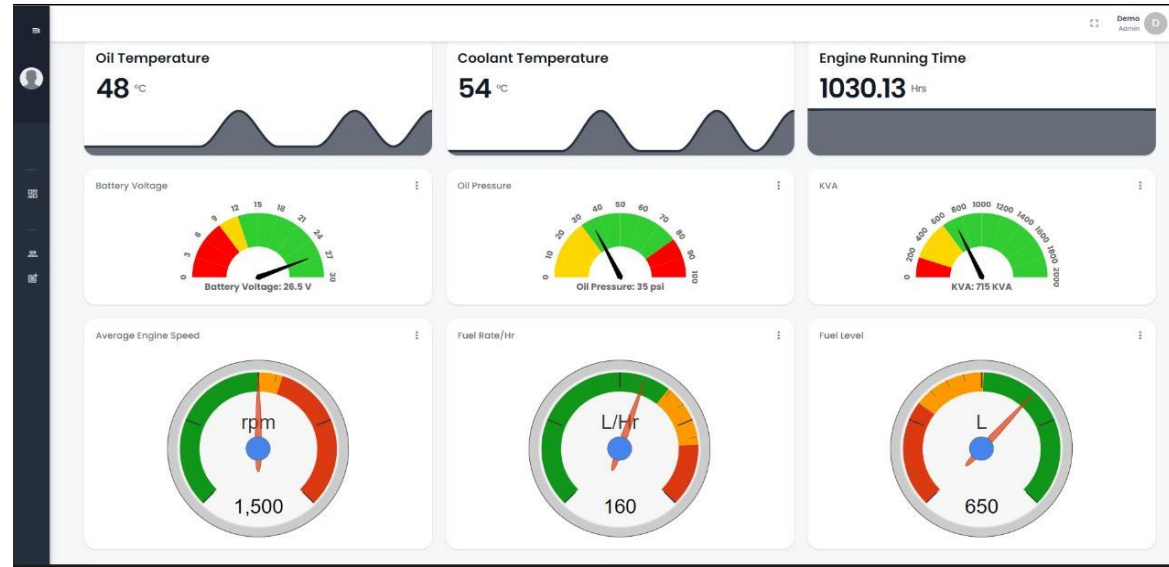 Demo
Admin
D
Oil Temperature
48 °C
Coolant Temperature
54 °C
Engine Running Time
1030.13 Hrs
Battery Voltage
0 3 6 9 12 15 18 21 24 27 30
Battery Voltage: 26.5 V
Oil Pressure
0 10 20 30 40 50 60 70 80 90 100
Oil Pressure: 35 psi
KVA
0 200 400 600 800 1000 1200 1400 1600 1800 2000
KVA: 715 KVA
Average Engine Speed
rpm
1,500
Fuel Rate/Hr
L/Hr
160
Fuel Level
L
650